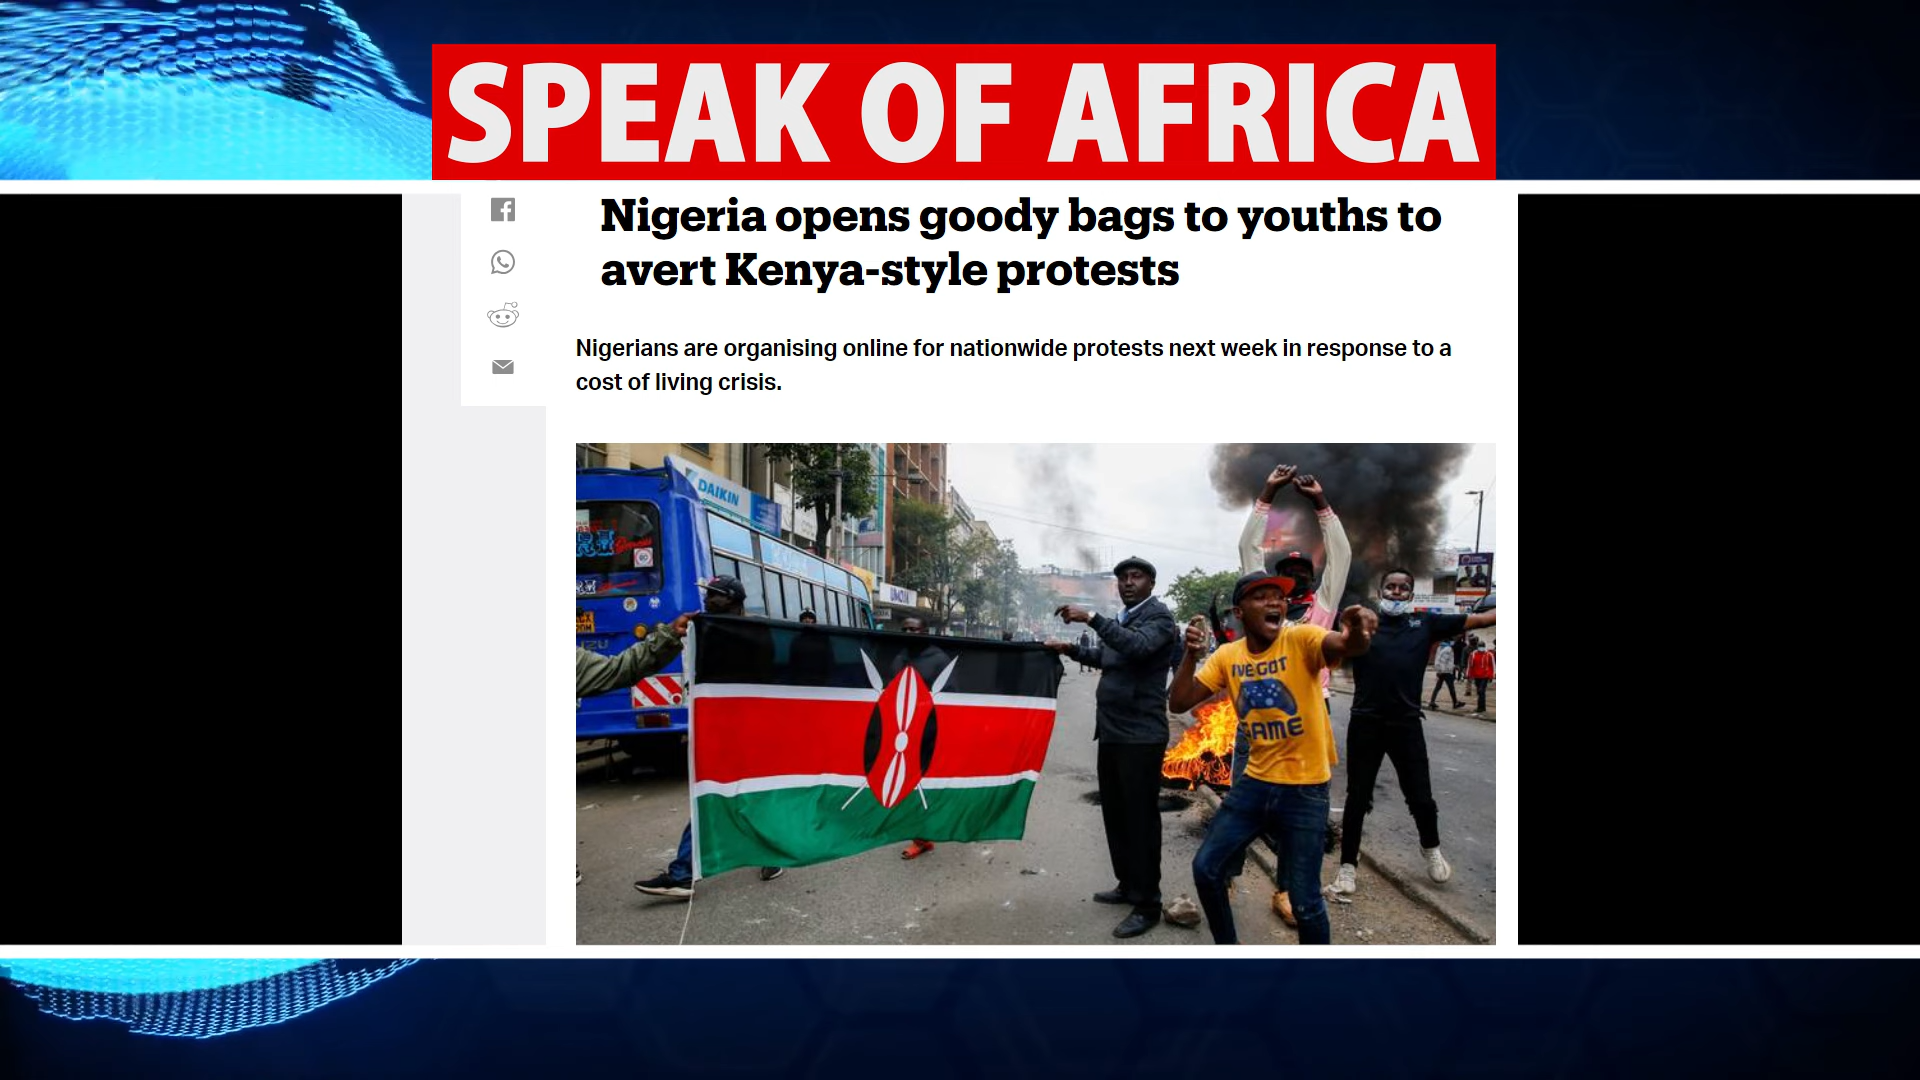 SPEAK OF AFRICA
Nigeria opens goody bags to youths to
avert Kenya-style protests
Nigerians are organising online for nationwide protests next week in response to a
cost of living crisis.
DAIKIN
I'VE GOT
GAME